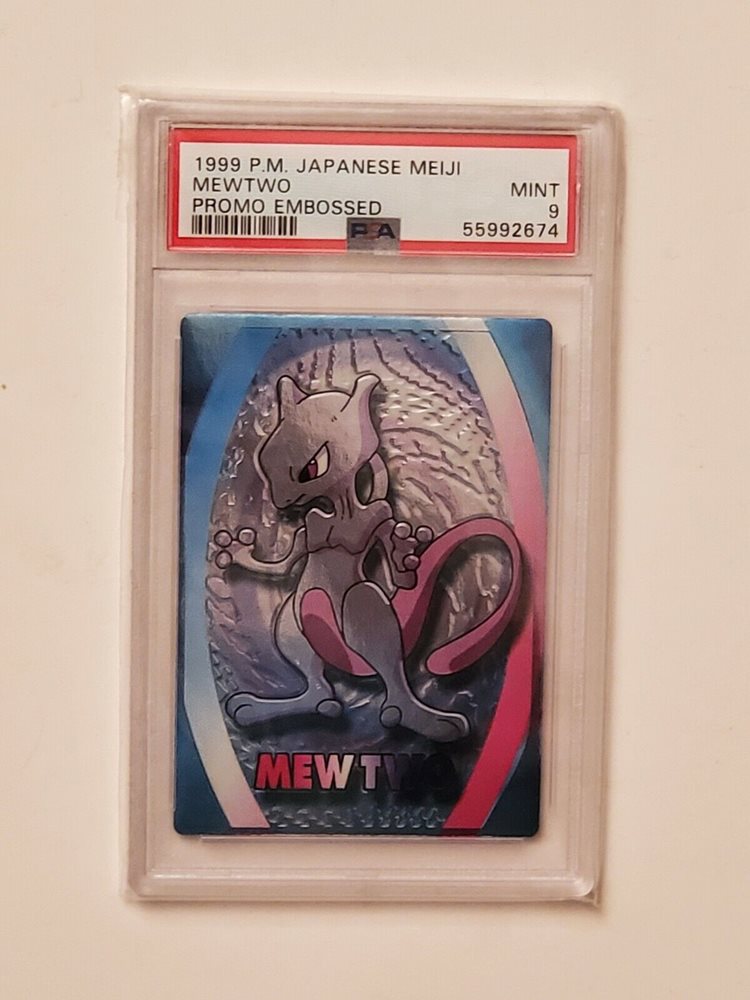 1999 P.M. JAPANESE MEIJI
MEWTWO MINT
PROMO EMBOSSED 9
PSA 55992674
MEWTWO